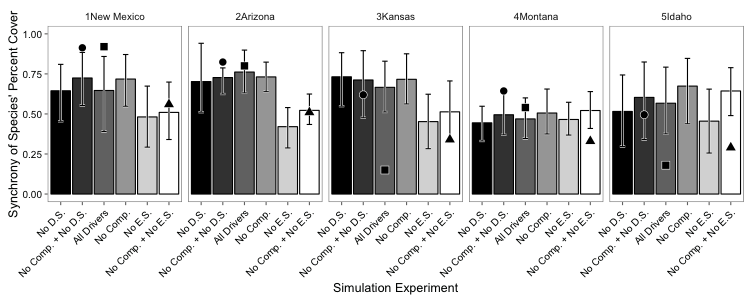 1New Mexico
2Arizona
3Kansas
4Montana
5Idaho
Synchrony of Species' Percent Cover
1.00
0.75
0.50
0.25
0.00
No D.S.
No Comp. + No D.S.
All Drivers
No Comp.
No E.S.
No Comp. + No E.S.
No D.S.
No Comp. + No D.S.
All Drivers
No Comp.
No E.S.
No Comp. + No E.S.
No D.S.
No Comp. + No D.S.
All Drivers
No Comp.
No E.S.
No Comp. + No E.S.
No D.S.
No Comp. + No D.S.
All Drivers
No Comp.
No E.S.
No Comp. + No E.S.
No D.S.
No Comp. + No D.S.
All Drivers
No Comp.
No E.S.
No Comp. + No E.S.
Simulation Experiment